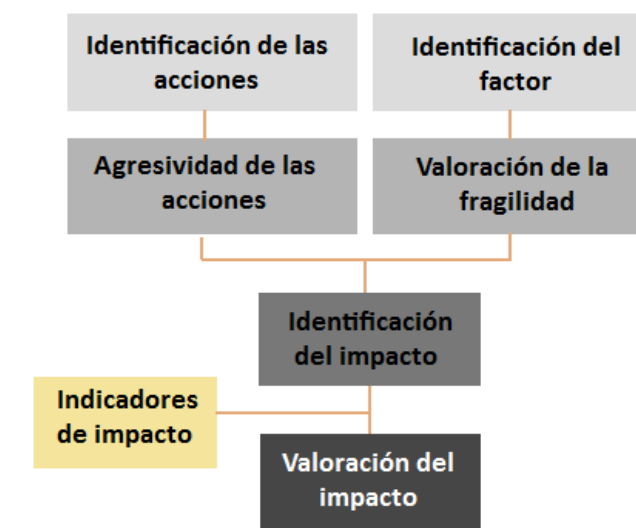 Identificación de las
acciones
Identificación del
factor
Agresividad de las
acciones
Valoración de la
fragilidad
Identificación
del impacto
Indicadores
de impacto
Valoración del
impacto